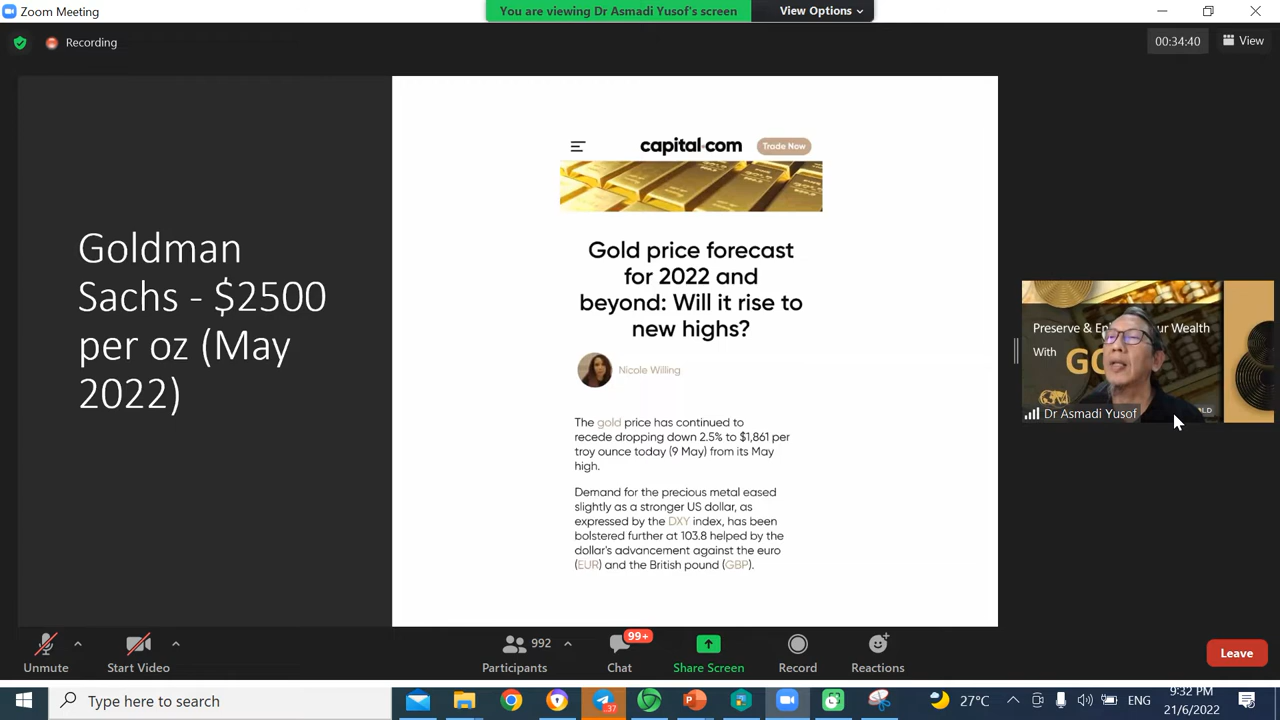 Zoom Meeting
You are viewing Dr Asmadi Yusof's screen
View Options
Recording
00:34:40
View
Goldman
Sachs - $2500
per oz (May
2022)
capital.com
Trade Now
Gold price forecast
for 2022 and
beyond: Will it rise to
new highs?
Nicole Willing
The gold price has continued to
recede dropping down 2.5% to $1,861 per
troy ounce today (9 May) from its May
high.
Demand for the precious metal eased
slightly as a stronger US dollar, as
expressed by the DXY index, has been
bolstered further at 103.8 helped by the
dollar's advancement against the euro
(EUR) and the British pound (GBP).
Preserve & Wealth
With
Dr Asmadi Yusof
Unmute
Start Video
992
Participants
99+
Chat
Share Screen
Record
Reactions
Leave
Type here to search
37
27°C
ENG
9:32 PM
21/6/2022